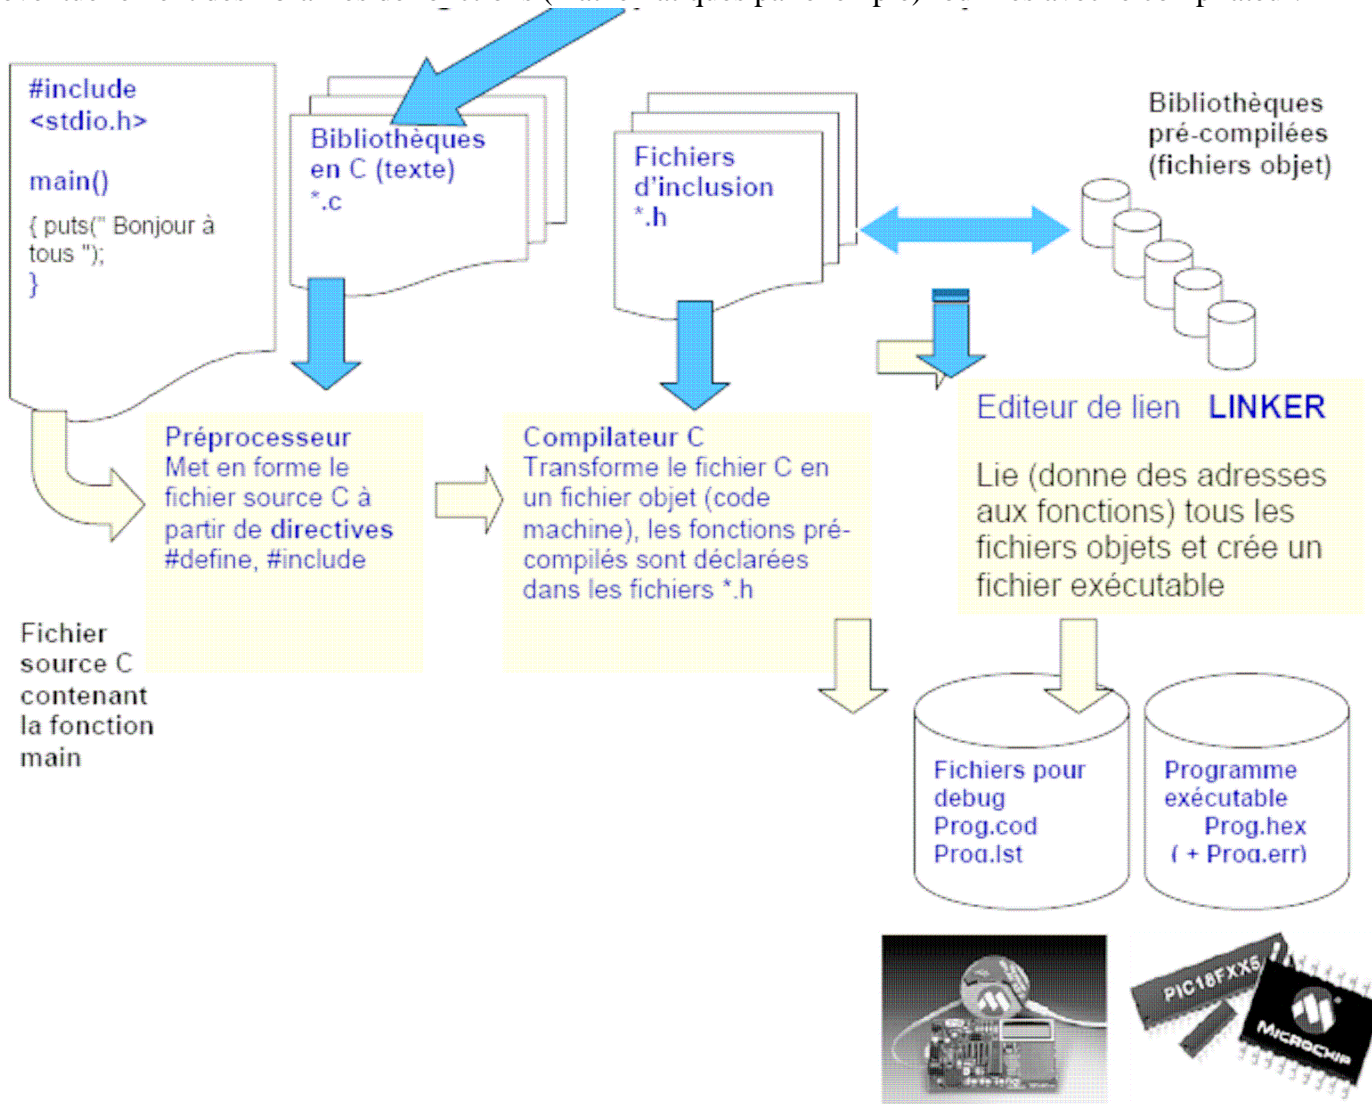 #include
<stdio.h>
main()
{ puts(" Bonjour à
tous ");
}
Bibliothèques
en C (texte)
*.c
Fichiers
d'inclusion
*.h
Bibliothèques
pré-compilées
(fichiers objet)
Préprocesseur
Met en forme le
fichier source C à
partir de directives
#define, #include
Compilateur C
Transforme le fichier C en
un fichier objet (code
machine), les fonctions pré-
compilés sont déclarées
dans les fichiers *.h
Editeur de lien LINKER
Lie (donne des adresses
aux fonctions) tous les
fichiers objets et crée un
fichier exécutable
Fichier
source C
contenant
la fonction
main
Fichiers pour
debug
Prog.cod
Prog.lst
Programme
exécutable
Prog.hex
( + Prog.err)
PIC18FXX5
MICROCHIP